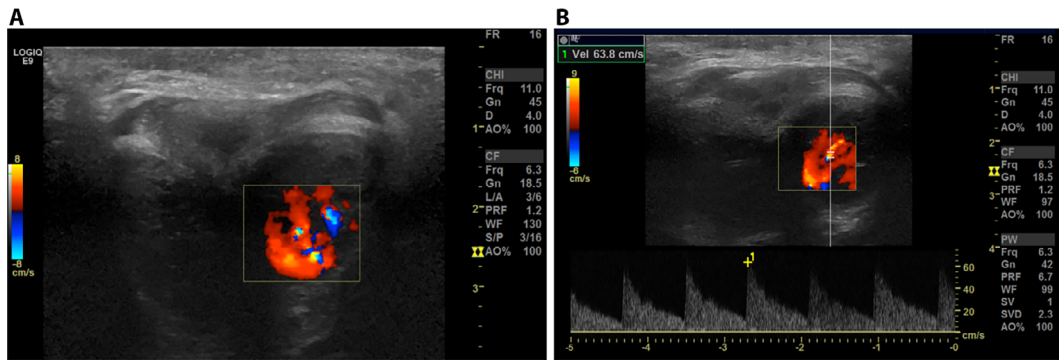 A
LOGIQ
E9
8
-8
cm/s
1
2
3
FR 16
CHI
Frq 11.0
Gn 45
D 4.0
AO% 100
CF
Frq 6.3
Gn 18.5
L/A 3/6
PRF 1.2
WF 130
S/P 3/16
AO% 100
B
1 Vel 63.8 cm/s
9
cm/s
1
2
3
4
FR 16
CHI
Frq 11.0
Gn 45
D 4.0
AO% 100
CF
Frq 6.3
Gn 18.5
PRF 1.2
WF 97
AO% 100
PW
Frq 6.3
Gn 42
PRF 6.7
WF 99
SV 1
SVD 2.3
AO% 100
1
60
40
20
cm/s
-5 -4 -3 -2 -1 -0